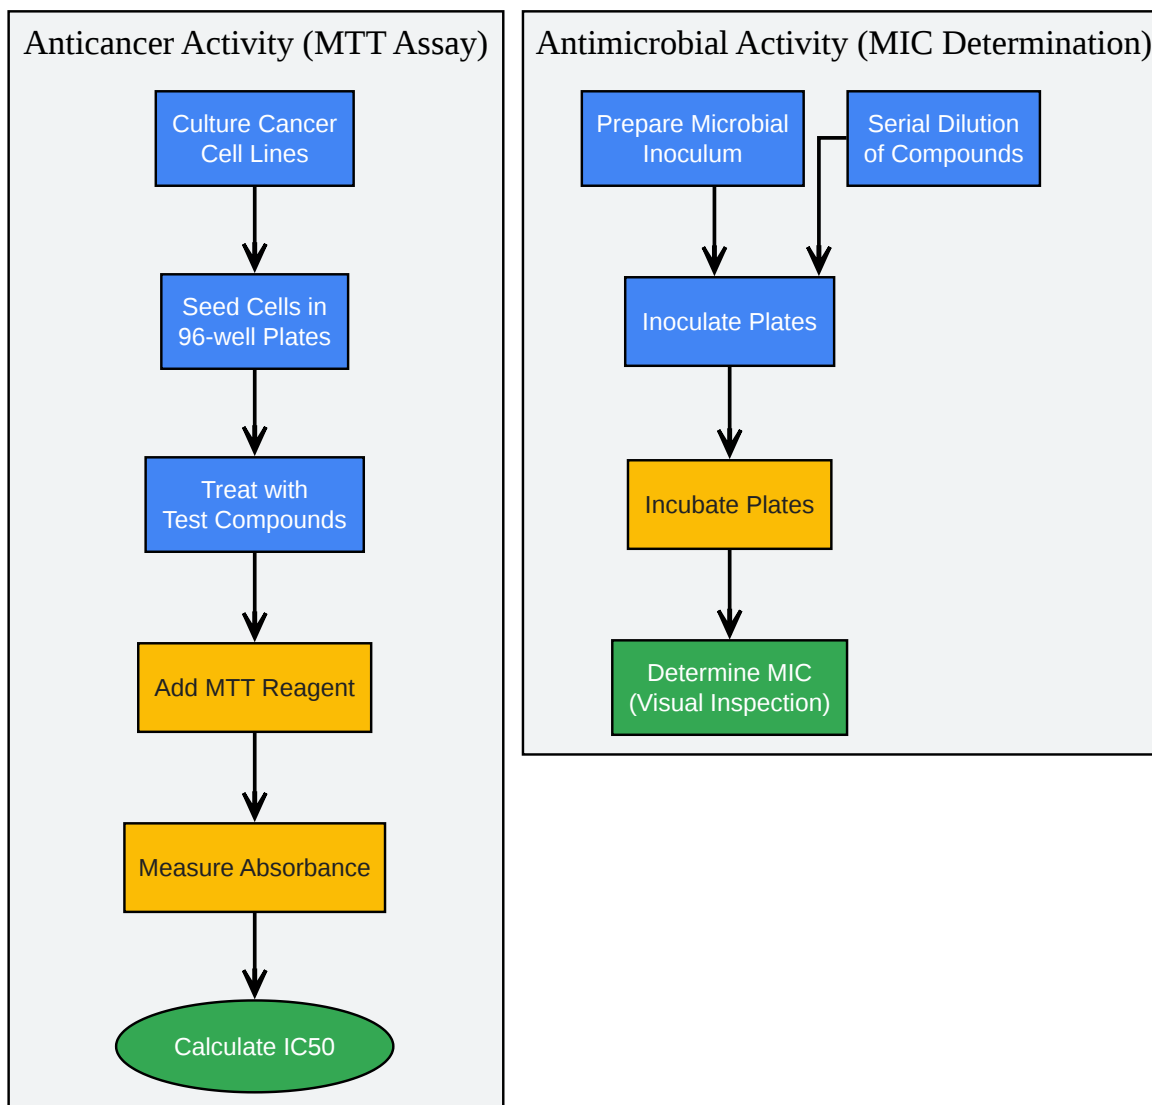 Anticancer Activity (MTT Assay)
Culture Cancer
Cell Lines
Seed Cells in
96-well Plates
Treat with
Test Compounds
Add MTT Reagent
Measure Absorbance
Calculate IC50
Antimicrobial Activity (MIC Determination)
Prepare Microbial
Inoculum
Serial Dilution
of Compounds
Inoculate Plates
Incubate Plates
Determine MIC
(Visual Inspection)